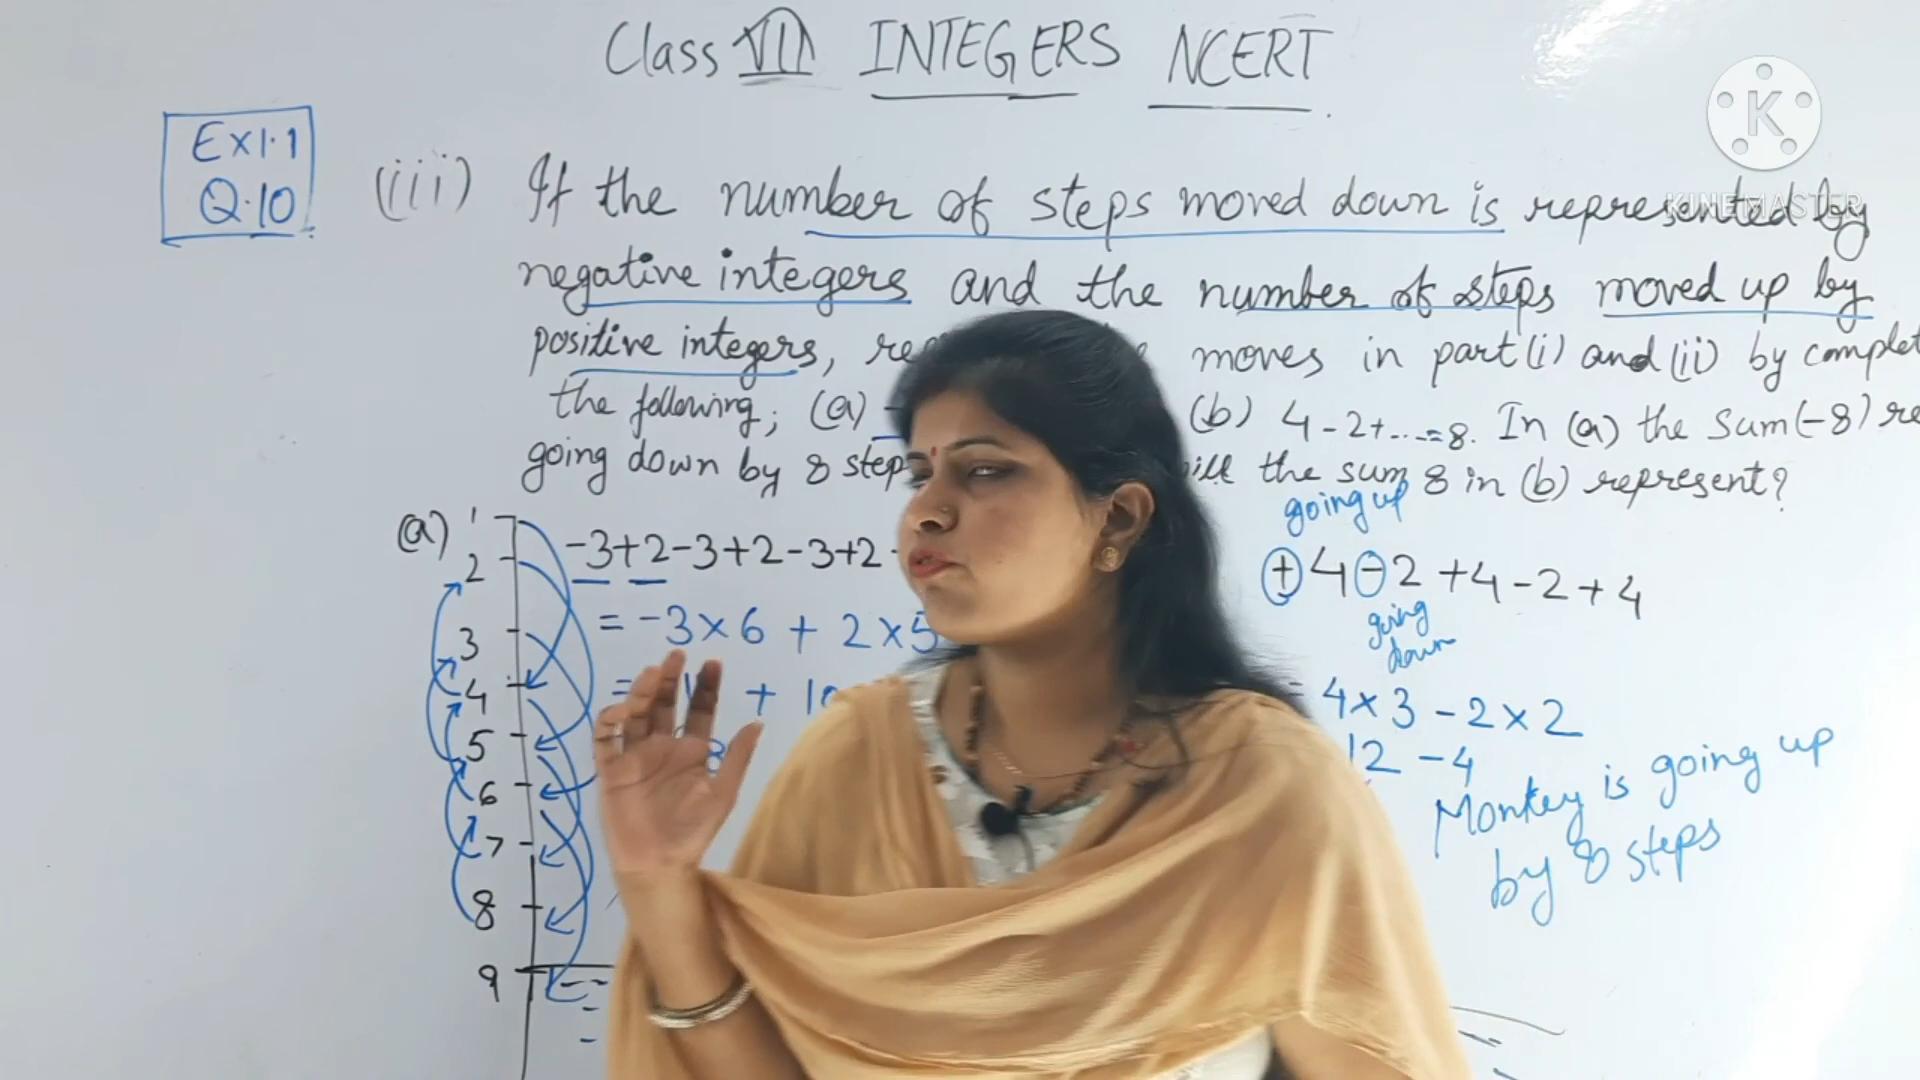 Class VII INTEGERS NCERT
K
KINEMASTER
Ex 1.1
Q.10
(iii) If the number of steps moved down is represented by
negative integers and the number of steps moved up by
positive integers, moves in part (i) and (ii) by complet
the following; (a) - (b) 4-2+....=8. In (a) the sum (-8) re
going down by 8 step the sum 8 in (b) represent?
going up
(a) -3+2-3+2-3+2
+4-2+4-2+4
going
down
= -3×6 + 2×5
= 4×3-2×2
+ 10
12-4
8
Monkey is going up
by 8 steps
1
2
3
4
5
6
7
8
9